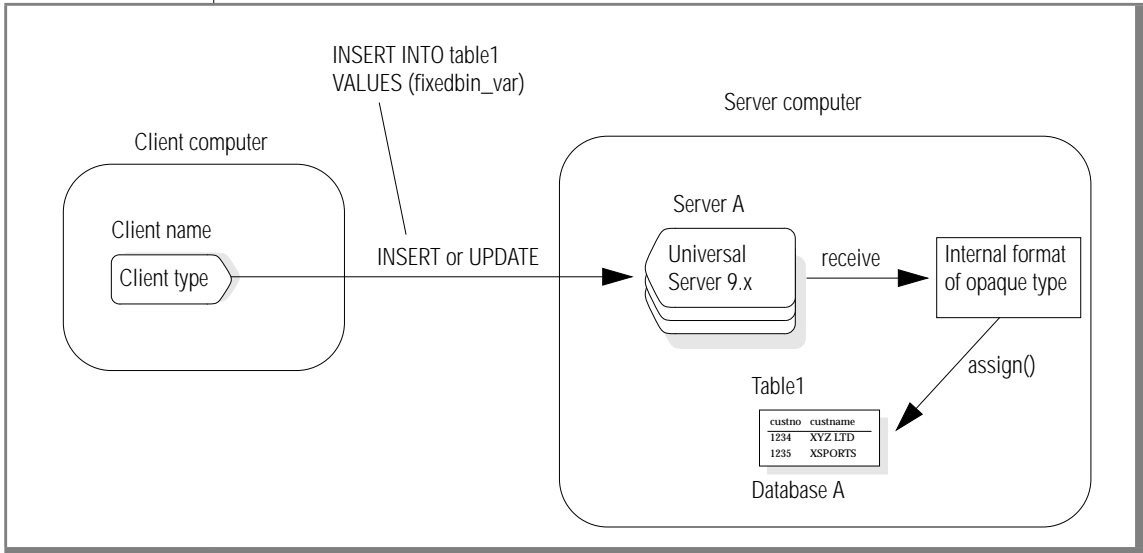 INSERT INTO table1
VALUES (fixedbin_var)
Server computer
Client computer
Server A
Client name
Client type
INSERT or UPDATE
Universal
Server 9.x
receive
Internal format
of opaque type
assign()
Table1
custno custname
1234 XYZ LTD
1235 XSPORTS
Database A